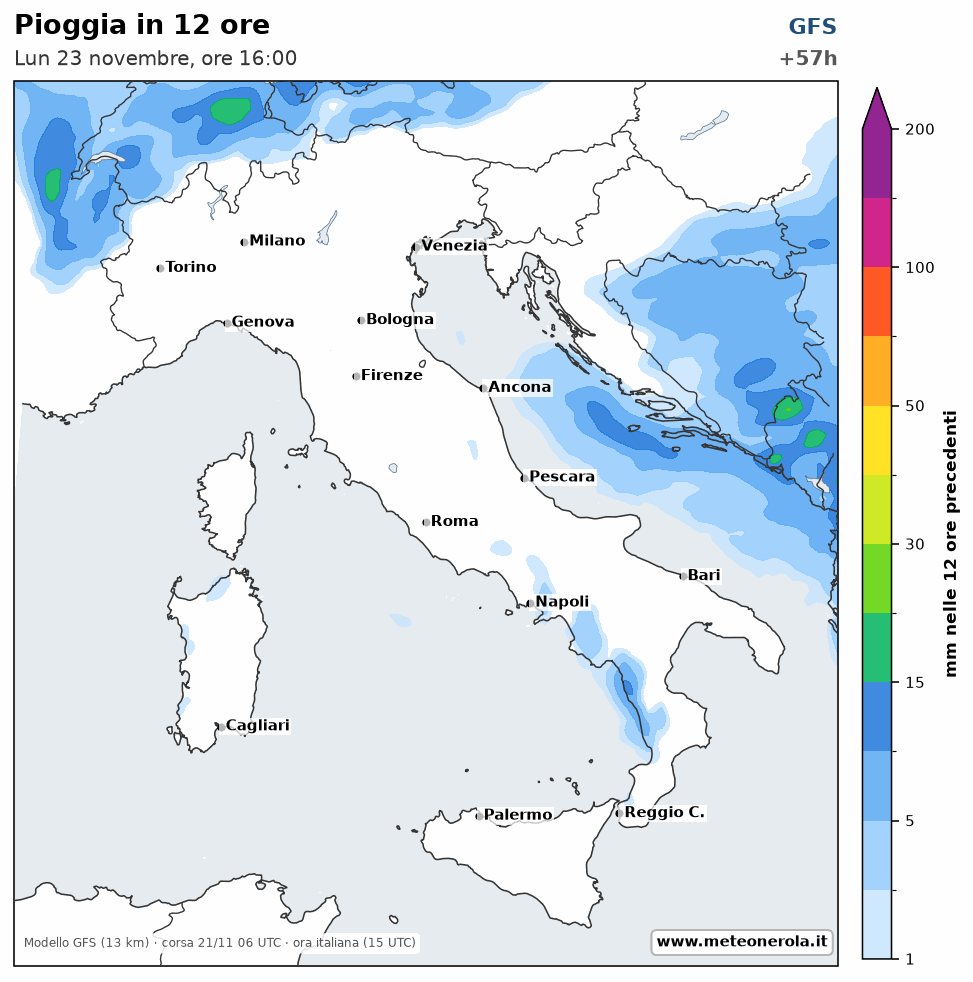 Pioggia in 12 ore
GFS
Lun 23 novembre, ore 16:00
+57h
200
100
50
30
15
5
1
mm nelle 12 ore precedenti
Milano
Venezia
Torino
Genova
Bologna
Firenze
Ancona
Pescara
Roma
Bari
Napoli
Cagliari
Palermo
Reggio C.
Modello GFS (13 km) · corsa 21/11 06 UTC · ora italiana (15 UTC)
www.meteonerola.it